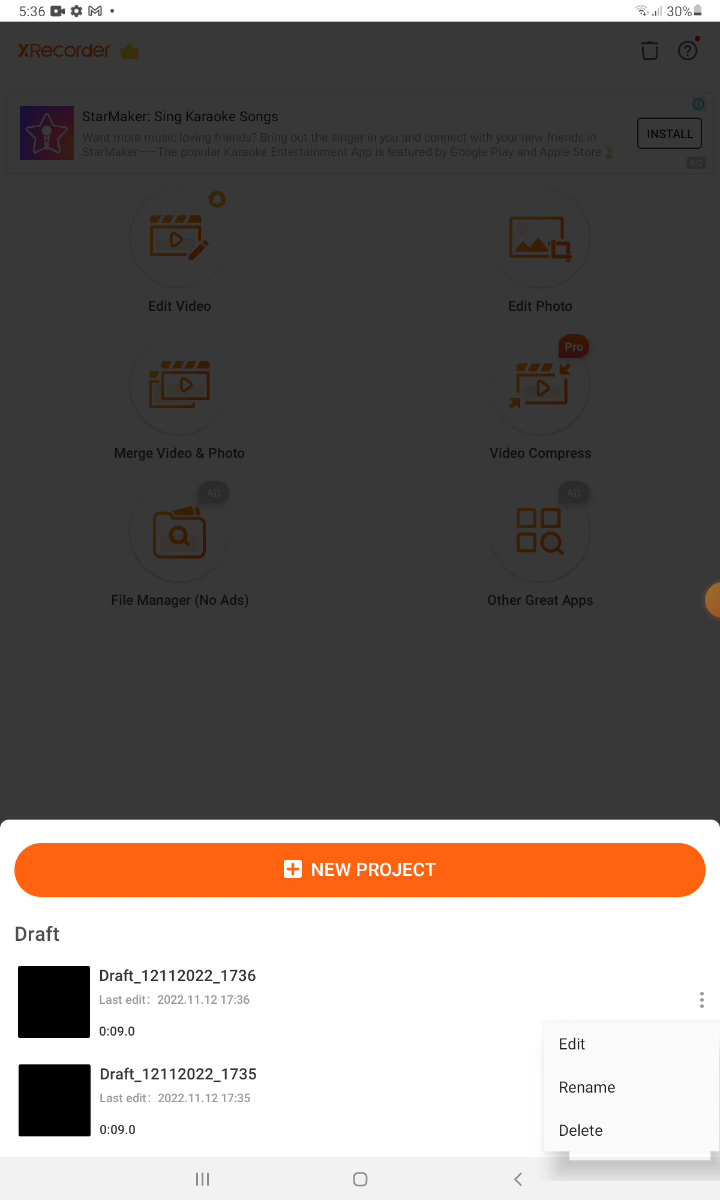 5:36
30%
XRecorder
StarMaker: Sing Karaoke Songs
Want more music loving friends? Bring out the singer in you and connect with your new friends in
StarMaker——The popular Karaoke Entertainment App is featured by Google Play and Apple Store🏆
INSTALL
AD
Edit Video
Edit Photo
Pro
Merge Video & Photo
Video Compress
AD
AD
File Manager (No Ads)
Other Great Apps
NEW PROJECT
Draft
Draft_12112022_1736
Last edit: 2022.11.12 17:36
0:09.0
Edit
Rename
Delete
Draft_12112022_1735
Last edit: 2022.11.12 17:35
0:09.0